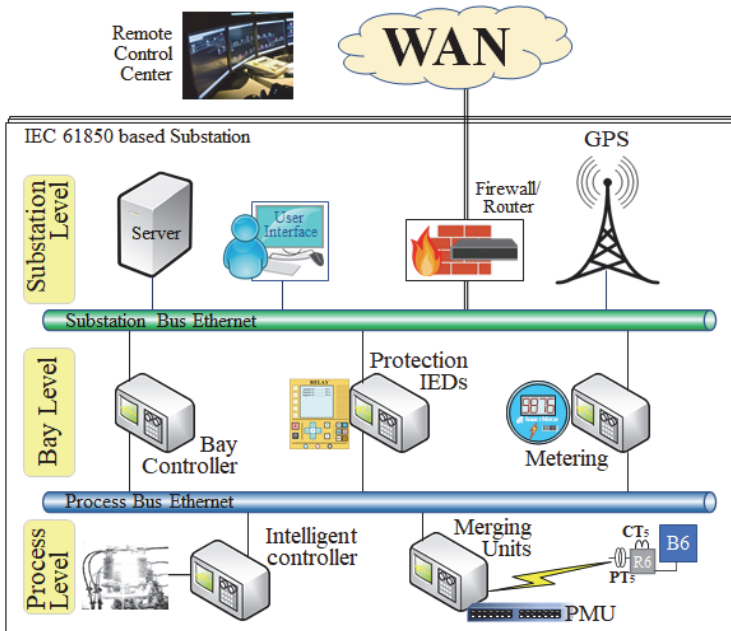 Remote
Control
Center
WAN
IEC 61850 based Substation
GPS
Substation
Level
Server
User
Interface
Firewall/
Router
Substation Bus Ethernet
Bay Level
RELAY
Protection
IEDs
Bay
Controller
3876
Metering
Process Bus Ethernet
Process
Level
Intelligent
controller
Merging
Units
CT5
B6
R6
PT5
PMU